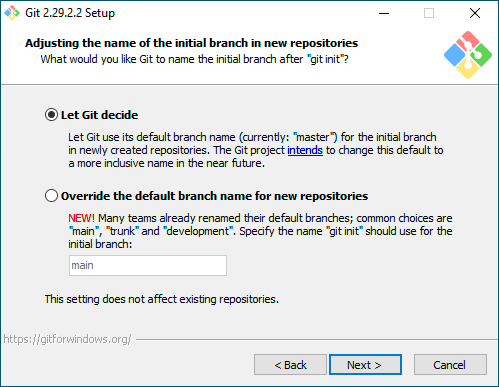 Git 2.29.2.2 Setup
Adjusting the name of the initial branch in new repositories
What would you like Git to name the initial branch after "git init"?
Let Git decide
Let Git use its default branch name (currently: "master") for the initial branch
in newly created repositories. The Git project intends to change this default to
a more inclusive name in the near future.
Override the default branch name for new repositories
NEW! Many teams already renamed their default branches; common choices are
"main", "trunk" and "development". Specify the name "git init" should use for the
initial branch:
main
This setting does not affect existing repositories.
https://gitforwindows.org/
< Back
Next >
Cancel